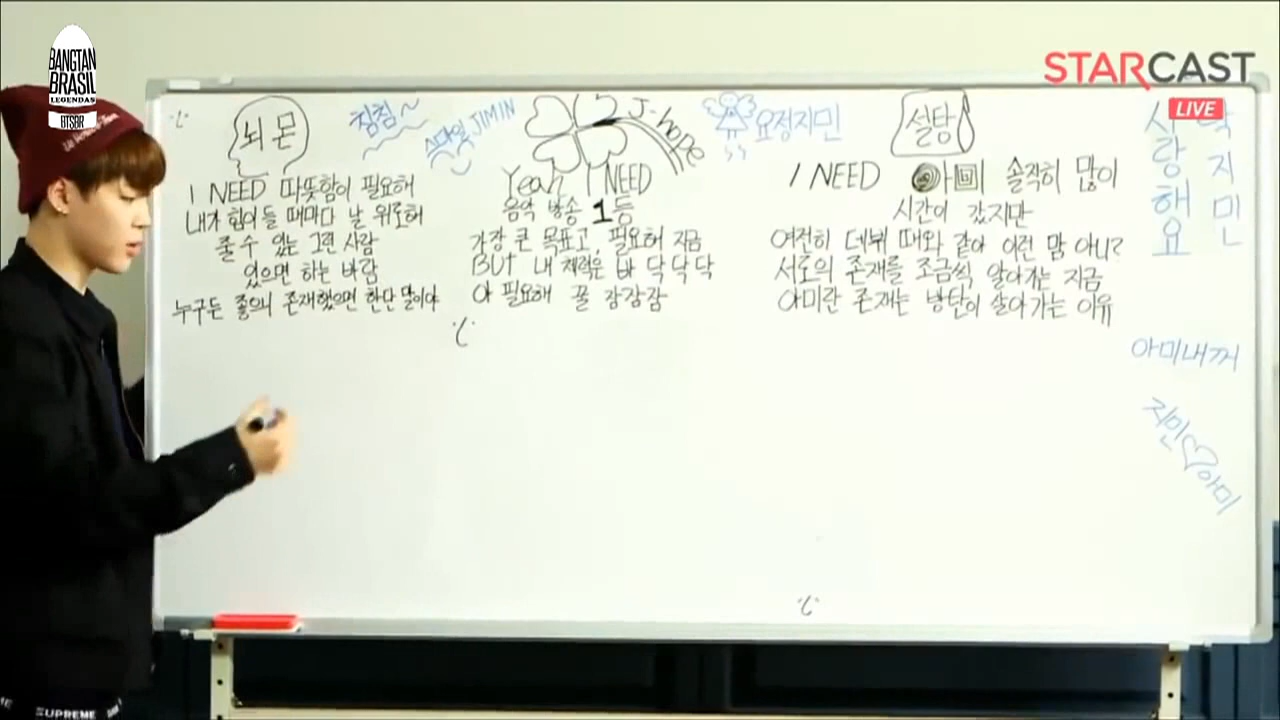 BANGTAN
BRASIL
LEGENDAS
BTSBR
STARCAST
LIVE
뇌몬
침침
스마일 JIMIN
J-hope
요정지민
설탕
I NEED 따뜻함이 필요해
내가 힘이 들 때마다 날 위로해
줄 수 있는 그런 사람
있으면 하는 바람
누구든 좋으니 존재했으면 한단 말이야
Yeah I NEED
음악 방송 1등
가장 큰 목표고, 필요해 지금
BUT 내 체력은 바닥 닥 닥
아 필요해 꿀 잠잠잠
I NEED 아미 솔직히 많이
시간이 갔지만
여전히 데뷔 때와 같아 이런 맘 아니?
서로의 존재를 조금씩 알아가는 지금
아미란 존재는 방탄이 살아가는 이유
사랑해요
박지민
아미내꺼
지민♡아미
SUPREME